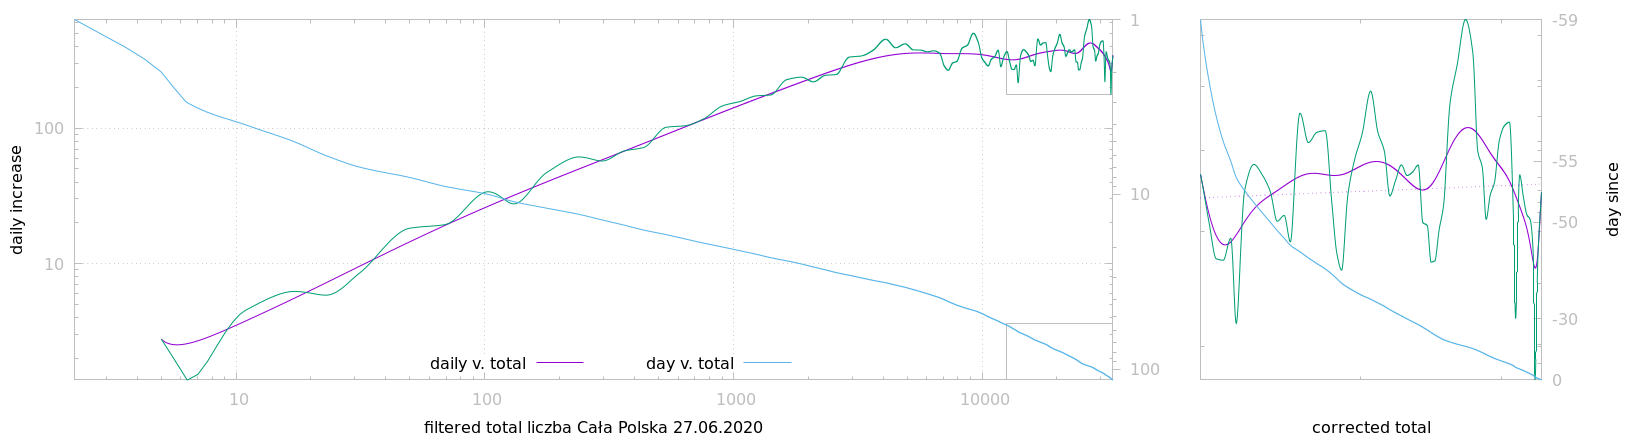 daily increase
100
10
10
100
1000
10000
daily v. total
day v. total
filtered total liczba Cała Polska 27.06.2020
1
10
100
-59
-55
-50
-30
0
day since
corrected total